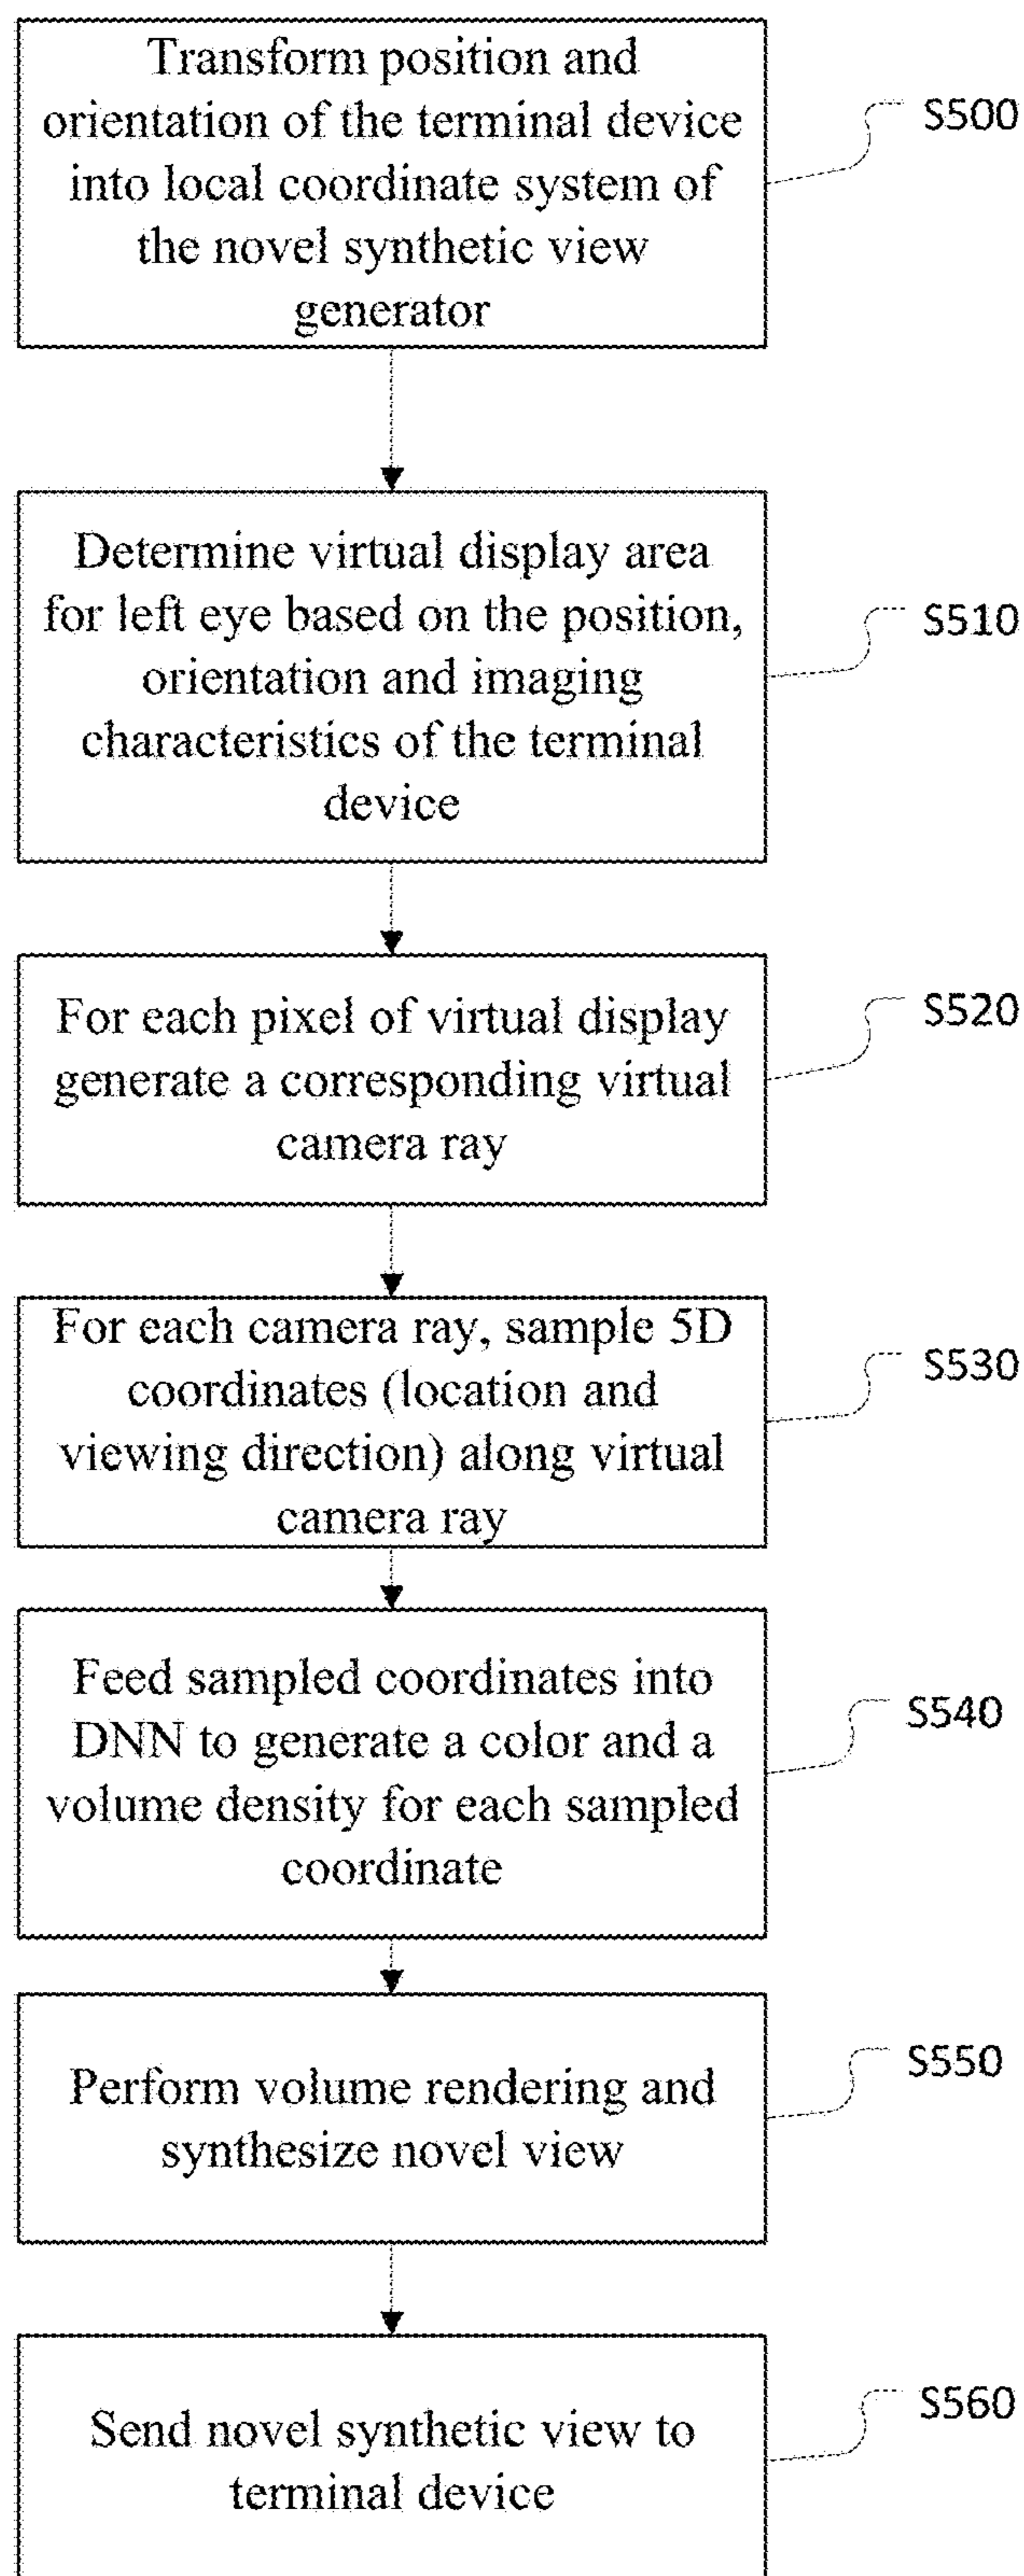 Transform position and
orientation of the terminal device
into local coordinate system of
the novel synthetic view
generator
S500
Determine virtual display area
for left eye based on the position,
orientation and imaging
characteristics of the terminal
device
S510
For each pixel of virtual display
generate a corresponding virtual
camera ray
S520
For each camera ray, sample 5D
coordinates (location and
viewing direction) along virtual
camera ray
S530
Feed sampled coordinates into
DNN to generate a color and a
volume density for each sampled
coordinate
S540
Perform volume rendering and
synthesize novel view
S550
Send novel synthetic view to
terminal device
S560